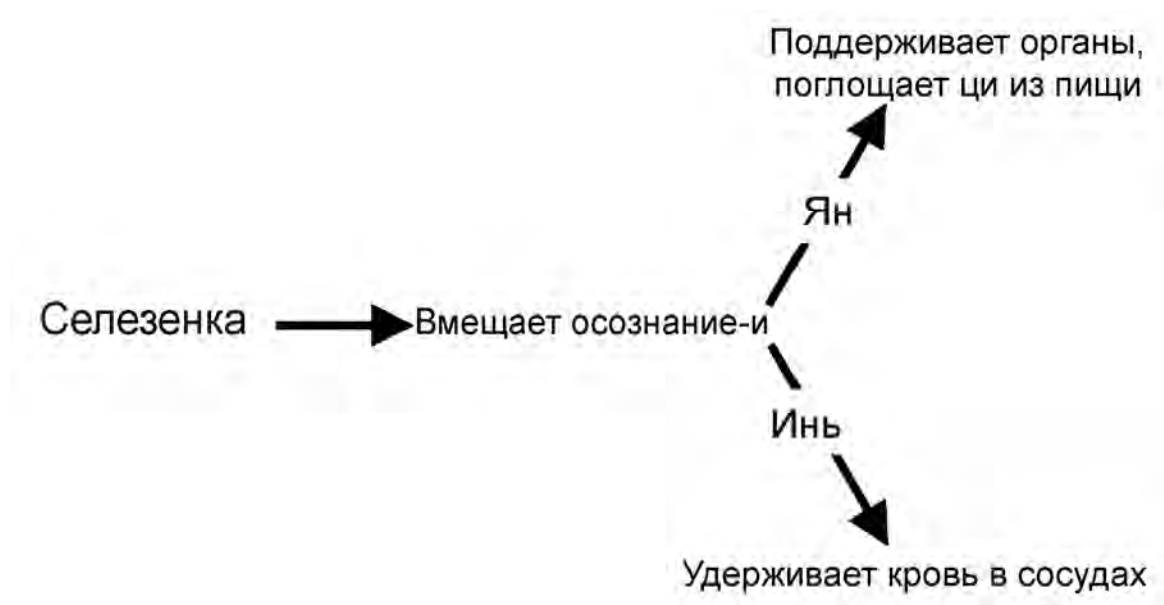 Поддерживает органы,
поглощает ци из пищи
Ян
Селезенка
Вмещает осознание-и
Инь
Удерживает кровь в сосудах